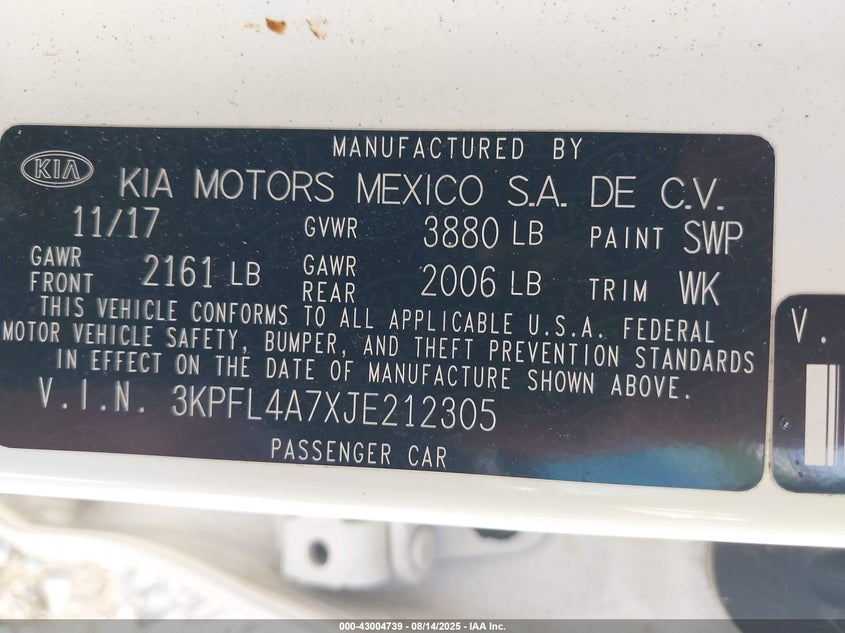 MANUFACTURED BY
KIA
KIA MOTORS MEXICO S.A. DE C.V.
11/17 GVWR 3880 LB PAINT SWP
GAWR FRONT 2161 LB GAWR REAR 2006 LB TRIM WK
THIS VEHICLE CONFORMS TO ALL APPLICABLE U.S.A. FEDERAL
MOTOR VEHICLE SAFETY, BUMPER, AND THEFT PREVENTION STANDARDS
IN EFFECT ON THE DATE OF MANUFACTURE SHOWN ABOVE.
V.I.N. 3KPFL4A7XJE212305
PASSENGER CAR
V.
000-43004739 - 08/14/2025 - IAA Inc.